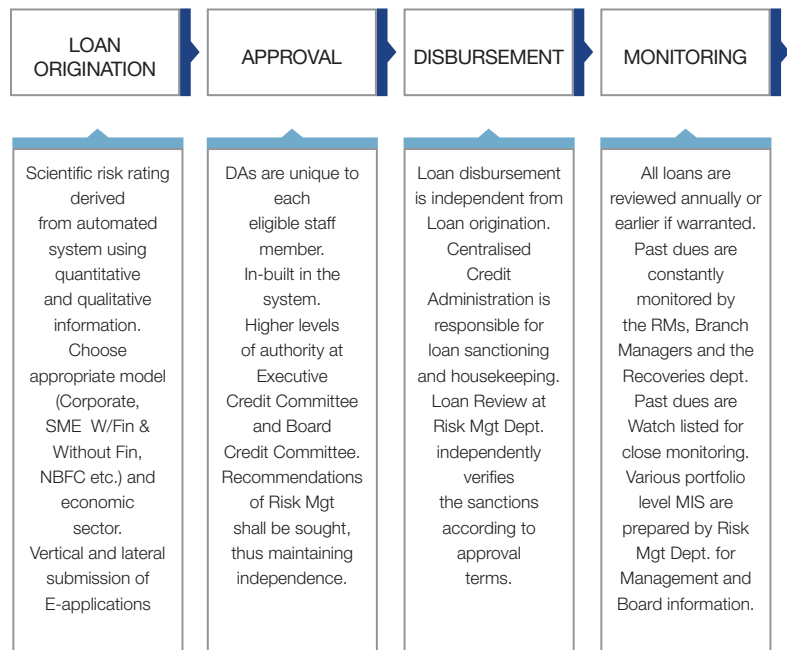 LOAN
ORIGINATION
APPROVAL
DISBURSEMENT
MONITORING
Scientific risk rating
derived
from automated
system using
quantitative
and qualitative
information.
Choose
appropriate model
(Corporate,
SME W/Fin &
Without Fin,
NBFC etc.) and
economic
sector.
Vertical and lateral
submission of
E-applications
DAs are unique to
each
eligible staff
member.
In-built in the
system.
Higher levels
of authority at
Executive
Credit Committee
and Board
Credit Committee.
Recommendations
of Risk Mgt
shall be sought,
thus maintaining
independence.
Loan disbursement
is independent from
Loan origination.
Centralised
Credit
Administration is
responsible for
loan sanctioning
and housekeeping.
Loan Review at
Risk Mgt Dept.
independently
verifies
the sanctions
according to
approval
terms.
All loans are
reviewed annually or
earlier if warranted.
Past dues are
constantly
monitored by
the RMs, Branch
Managers and the
Recoveries dept.
Past dues are
Watch listed for
close monitoring.
Various portfolio
level MIS are
prepared by Risk
Mgt Dept. for
Management and
Board information.